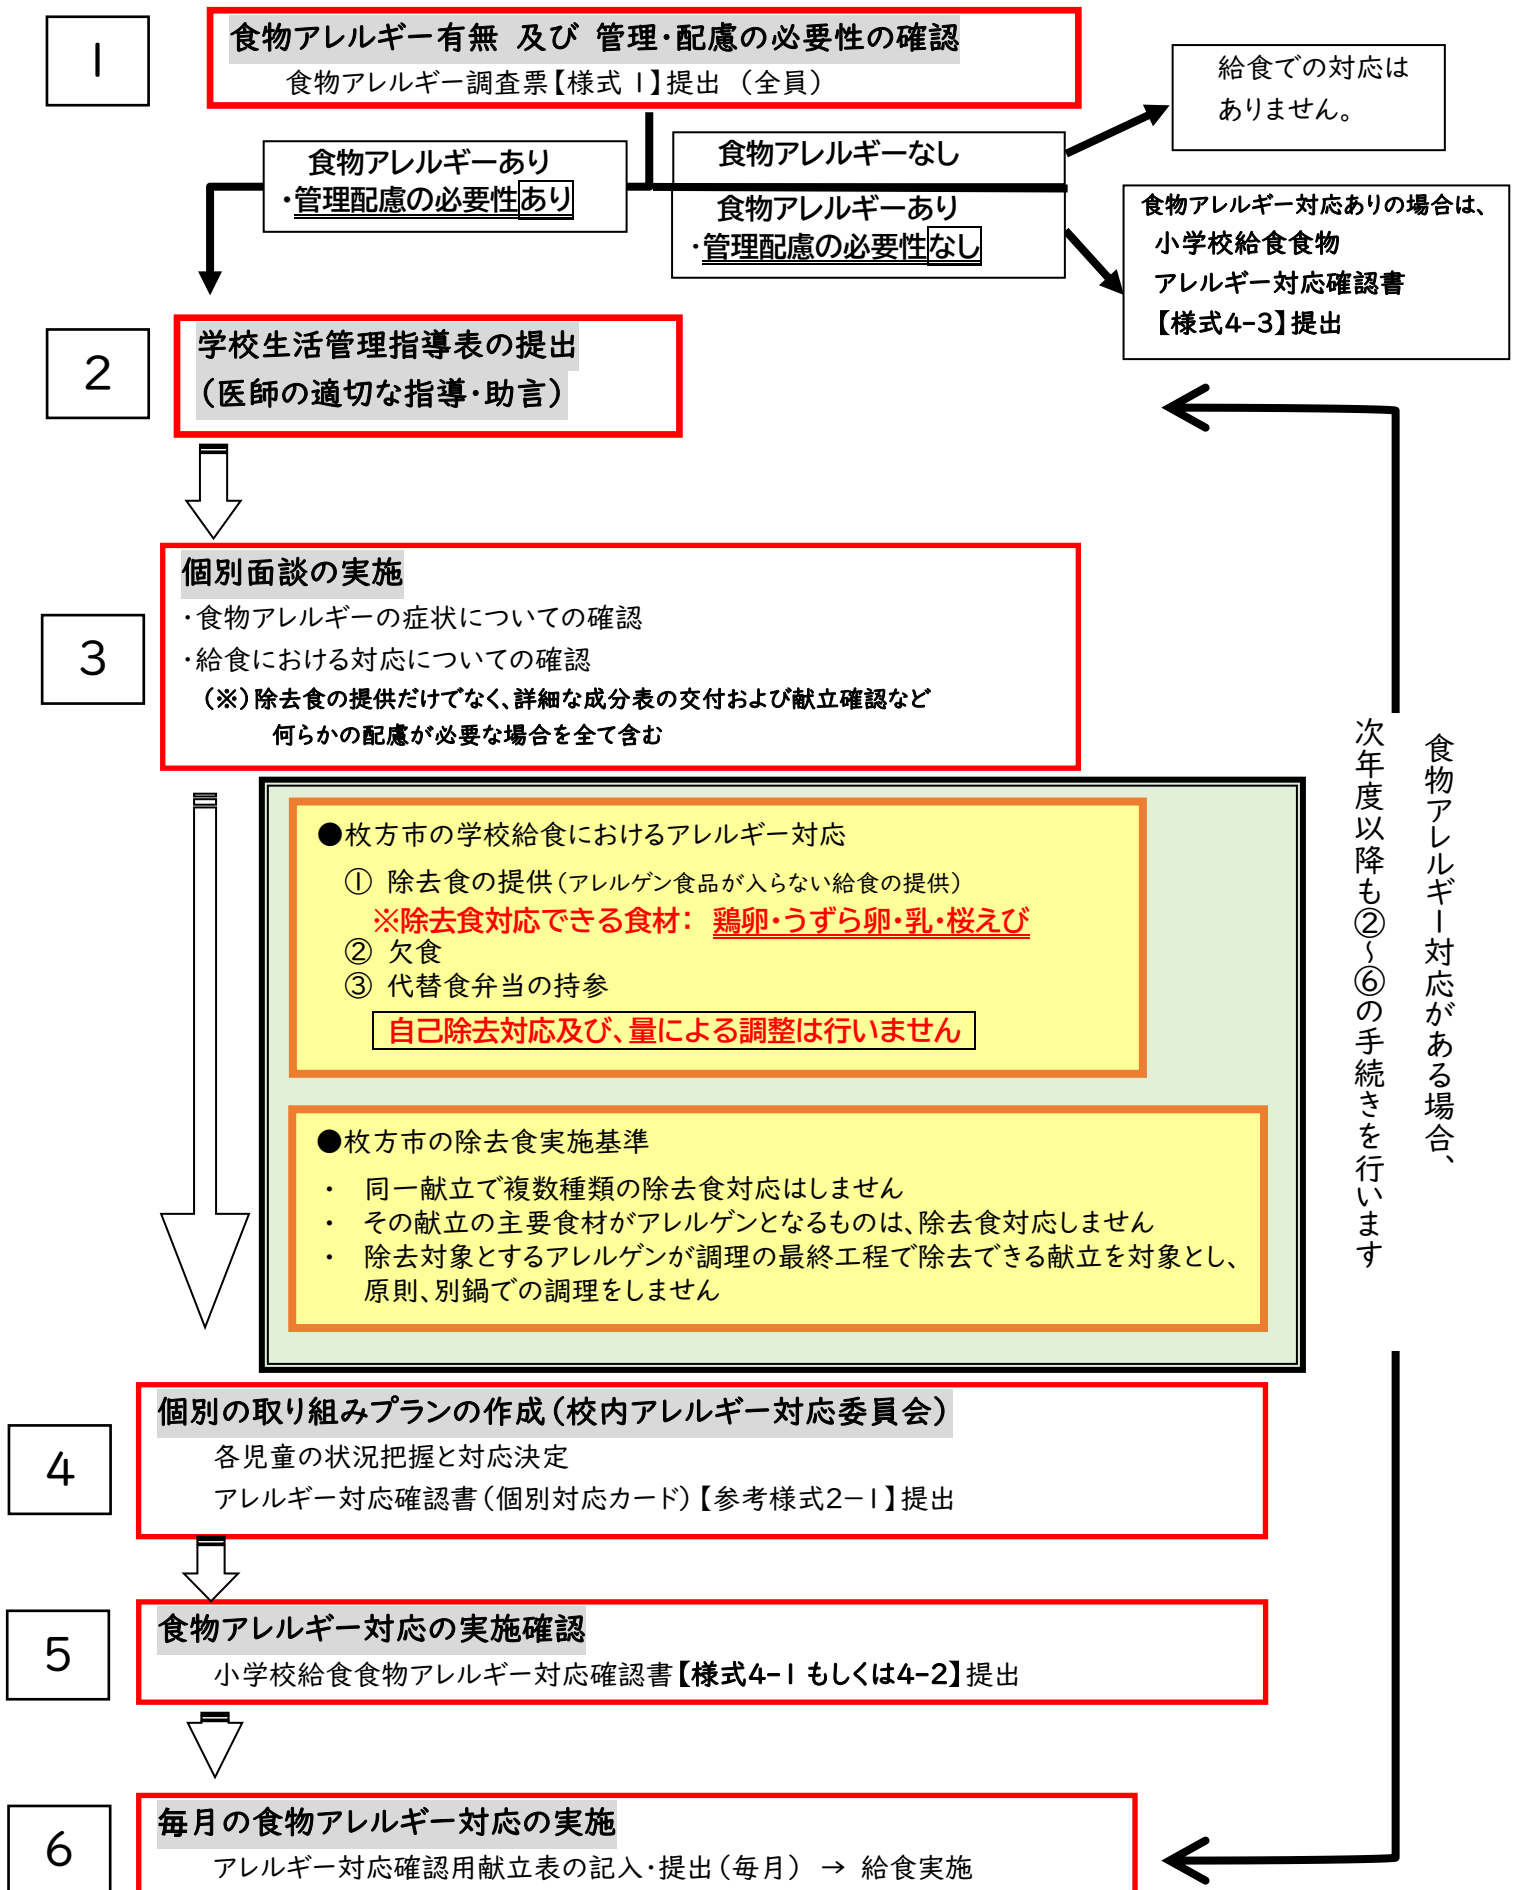 1
食物アレルギー有無 及び 管理・配慮の必要性の確認
食物アレルギー調査票【様式1】提出 （全員）
給食での対応は
ありません。
食物アレルギーあり
・管理配慮の必要性あり
食物アレルギーなし
食物アレルギーあり
・管理配慮の必要性なし
食物アレルギー対応ありの場合は、
小学校給食食物
アレルギー対応確認書
【様式4-3】提出
2
学校生活管理指導表の提出
（医師の適切な指導・助言）
3
個別面談の実施
・食物アレルギーの症状についての確認
・給食における対応についての確認
（※）除去食の提供だけでなく、詳細な成分表の交付および献立確認など
何らかの配慮が必要な場合を全て含む
●枚方市の学校給食におけるアレルギー対応
① 除去食の提供（アレルゲン食品が入らない給食の提供）
※除去食対応できる食材： 鶏卵・うずら卵・乳・桜えび
② 欠食
③ 代替食弁当の持参
自己除去対応及び、量による調整は行いません
●枚方市の除去食実施基準
・ 同一献立で複数種類の除去食対応はしません
・ その献立の主要食材がアレルゲンとなるものは、除去食対応しません
・ 除去対象とするアレルゲンが調理の最終工程で除去できる献立を対象とし、
原則、別鍋での調理をしません
食物アレルギー対応がある場合、
次年度以降も②～⑥の手続きを行います
4
個別の取り組みプランの作成（校内アレルギー対応委員会）
各児童の状況把握と対応決定
アレルギー対応確認書（個別対応カード）【参考様式2－1】提出
5
食物アレルギー対応の実施確認
小学校給食食物アレルギー対応確認書【様式4-1もしくは4-2】提出
6
毎月の食物アレルギー対応の実施
アレルギー対応確認用献立表の記入・提出（毎月） → 給食実施